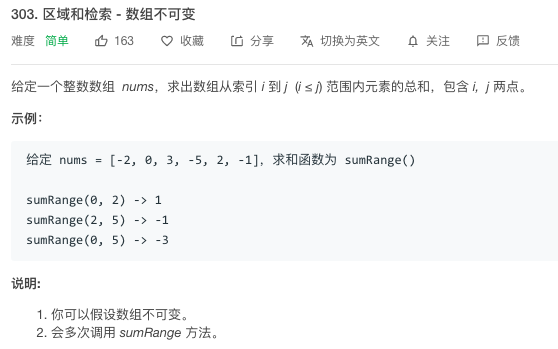 303. 区域和检索 - 数组不可变
难度 简单 163 收藏 分享 切换为英文 关注 反馈
给定一个整数数组 nums，求出数组从索引 i 到 j (i ≤ j) 范围内元素的总和，包含 i, j 两点。
示例：
给定 nums = [-2, 0, 3, -5, 2, -1]，求和函数为 sumRange()
sumRange(0, 2) -> 1
sumRange(2, 5) -> -1
sumRange(0, 5) -> -3
说明:
1. 你可以假设数组不可变。
2. 会多次调用 sumRange 方法。